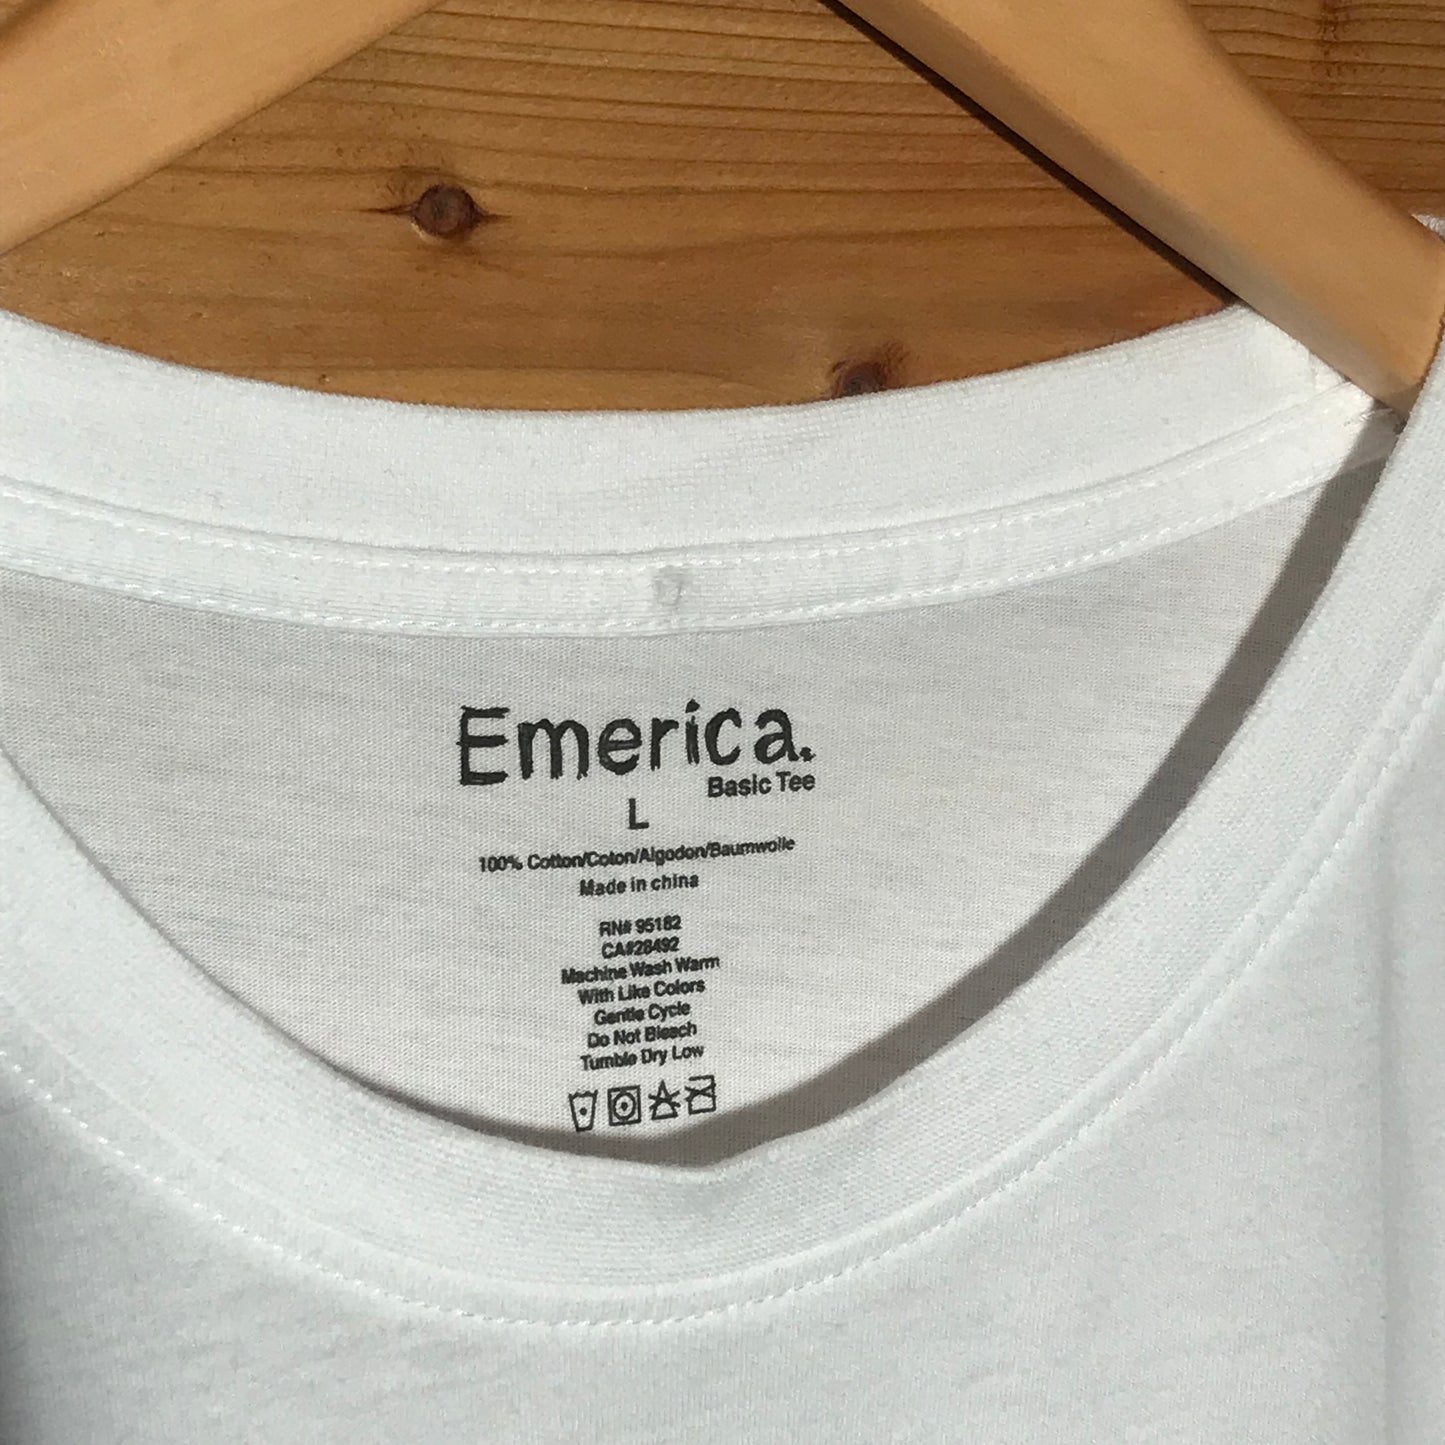 Emerica.
Basic Tee
L
100% Cotton/Coton/Algodon/Baumwolle
Made in china
RN# 95182
CA#28492
Machine Wash Warm
With Like Colors
Gentle Cycle
Do Not Bleach
Tumble Dry Low